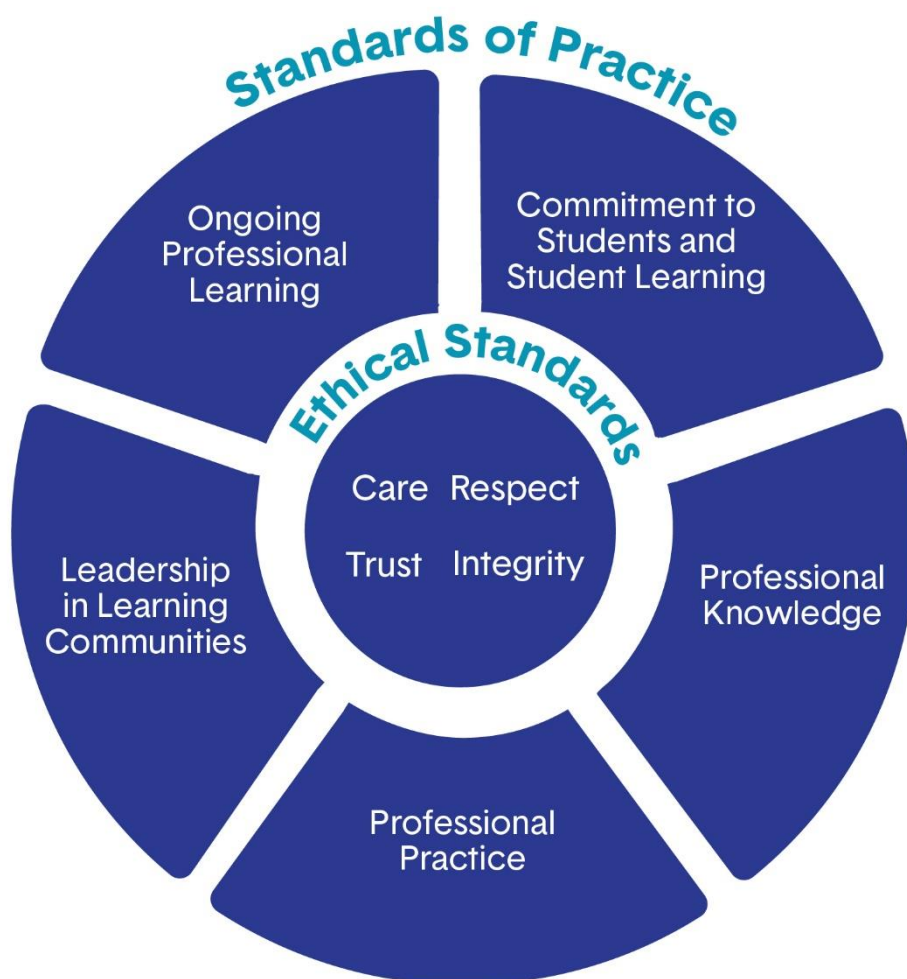 Standards of Practice
Ongoing
Professional
Learning
Commitment to
Students and
Student Learning
Ethical Standards
Care Respect
Trust Integrity
Leadership
in Learning
Communities
Professional
Knowledge
Professional
Practice